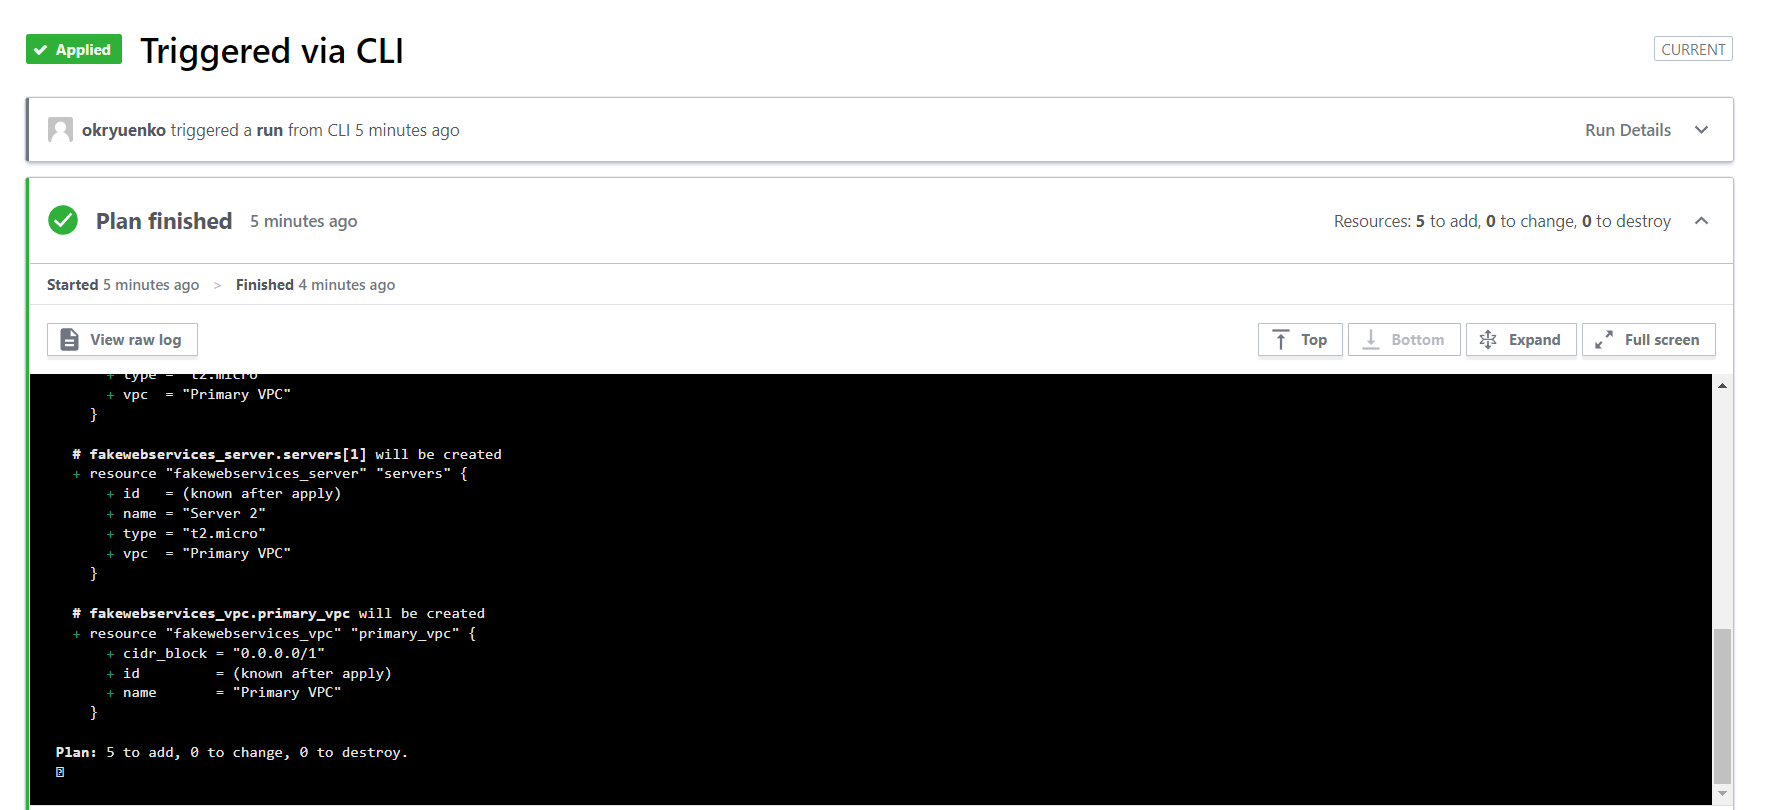 Applied Triggered via CLI CURRENT
okryuenko triggered a run from CLI 5 minutes ago Run Details
Plan finished 5 minutes ago Resources: 5 to add, 0 to change, 0 to destroy
Started 5 minutes ago > Finished 4 minutes ago
View raw log Top Bottom Expand Full screen
+ type = "t2.micro"
+ vpc  = "Primary VPC"
}
# fakewebservices_server.servers[1] will be created
+ resource "fakewebservices_server" "servers" {
+ id   = (known after apply)
+ name = "Server 2"
+ type = "t2.micro"
+ vpc  = "Primary VPC"
}
# fakewebservices_vpc.primary_vpc will be created
+ resource "fakewebservices_vpc" "primary_vpc" {
+ cidr_block = "0.0.0.0/1"
+ id         = (known after apply)
+ name       = "Primary VPC"
}
Plan: 5 to add, 0 to change, 0 to destroy.